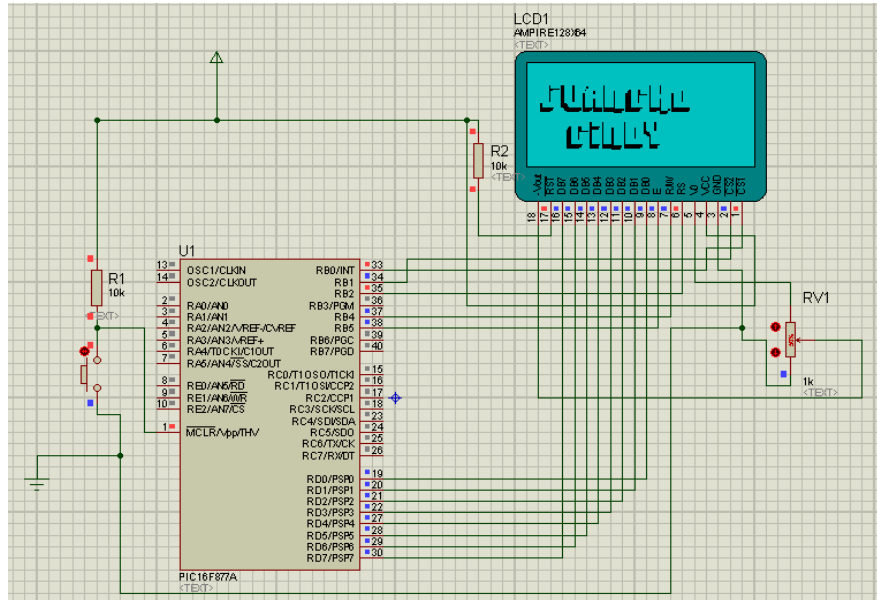 LCD1
AMPIRE128X64
<TEXT>
JUANCHO
CINDY
-Vout
RST
DB7
DB6
DB5
DB4
DB3
DB2
DB1
DB0
E
R/W
RS
V0
VCC
GND
CS2
CS1
18
17
16
15
14
13
12
11
10
9
8
7
6
5
4
3
2
1
R2
10k
<TEXT>
R1
10k
<TEXT>
U1
13 OSC1/CLKIN
14 OSC2/CLKOUT
2 RA0/AN0
3 RA1/AN1
4 RA2/AN2/VREF-/CVREF
5 RA3/AN3/VREF+
6 RA4/T0CKI/C1OUT
7 RA5/AN4/SS/C2OUT
8 RE0/AN5/RD
9 RE1/AN6/WR
10 RE2/AN7/CS
1 MCLR/Vpp/THV
RB0/INT 33
RB1 34
RB2 35
RB3/PGM 36
RB4 37
RB5 38
RB6/PGC 39
RB7/PGD 40
RC0/T1OSO/T1CKI 15
RC1/T1OSI/CCP2 16
RC2/CCP1 17
RC3/SCK/SCL 18
RC4/SDI/SDA 23
RC5/SDO 24
RC6/TX/CK 25
RC7/RX/DT 26
RD0/PSP0 19
RD1/PSP1 20
RD2/PSP2 21
RD3/PSP3 22
RD4/PSP4 27
RD5/PSP5 28
RD6/PSP6 29
RD7/PSP7 30
PIC16F877A
<TEXT>
RV1
50%
1k
<TEXT>